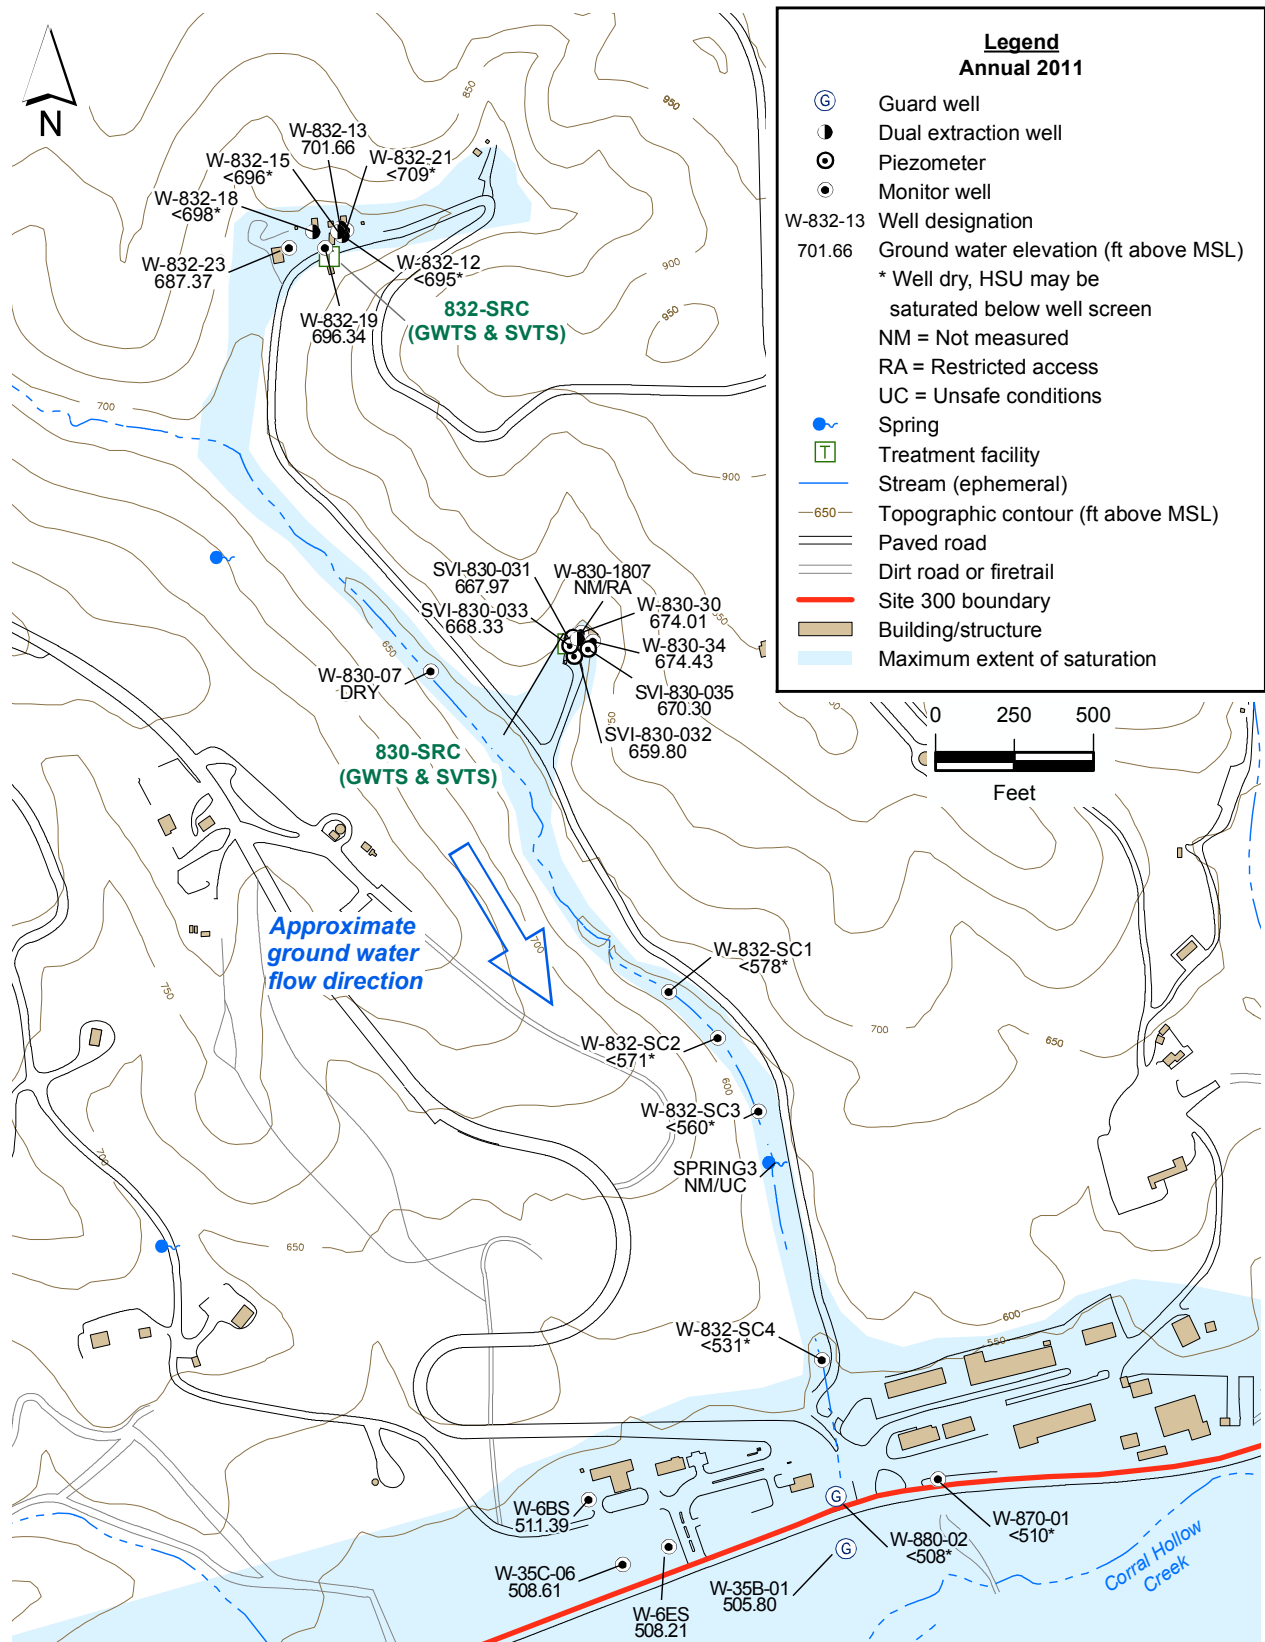 Legend
Annual 2011
G Guard well
Dual extraction well
Piezometer
Monitor well
W-832-13 Well designation
701.66 Ground water elevation (ft above MSL)
* Well dry, HSU may be
saturated below well screen
NM = Not measured
RA = Restricted access
UC = Unsafe conditions
Spring
T Treatment facility
Stream (ephemeral)
650 Topographic contour (ft above MSL)
Paved road
Dirt road or firetrail
Site 300 boundary
Building/structure
Maximum extent of saturation
0 250 500
Feet
N
850
950
W-832-13
701.66
W-832-15
<696*
W-832-21
<709*
W-832-18
<698*
W-832-23
687.37
W-832-12
<695*
W-832-19
696.34
832-SRC
(GWTS & SVTS)
900
950
700
900
SVI-830-031
667.97
W-830-1807
NM/RA
SVI-830-033
668.33
W-830-30
674.01
W-830-34
674.43
650
W-830-07
DRY
SVI-830-035
670.30
SVI-830-032
659.80
830-SRC
(GWTS & SVTS)
Approximate
ground water
flow direction
700
750
W-832-SC1
<578*
700
650
W-832-SC2
<571*
600
W-832-SC3
<560*
SPRING3
NM/UC
700
650
600
550
W-832-SC4
<531*
W-6BS
511.39
G
W-870-01
<510*
W-880-02
<508*
G
W-35C-06
508.61
W-35B-01
505.80
W-6ES
508.21
Corral Hollow
Creek